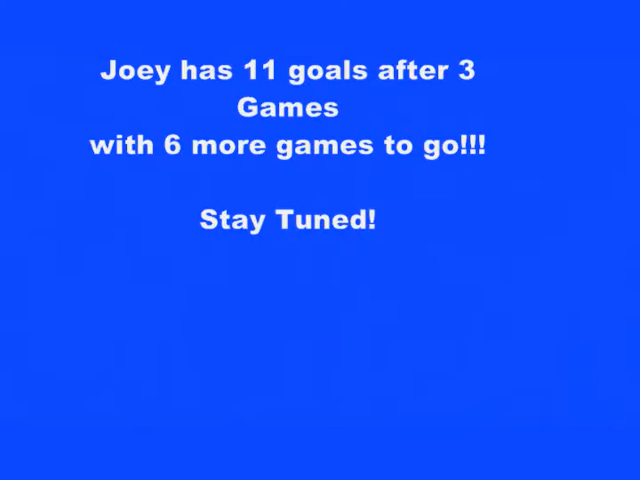 Joey has 11 goals after 3
Games
with 6 more games to go!!!
Stay Tuned!